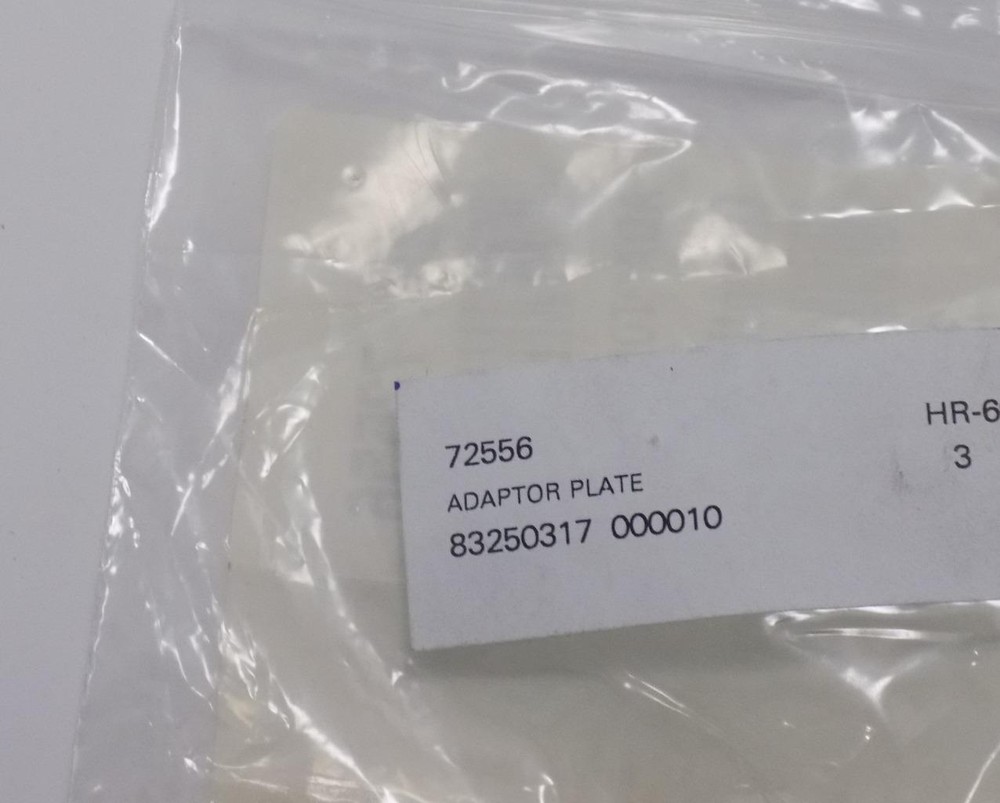 72556
HR-6
3
ADAPTOR PLATE
83250317 000010